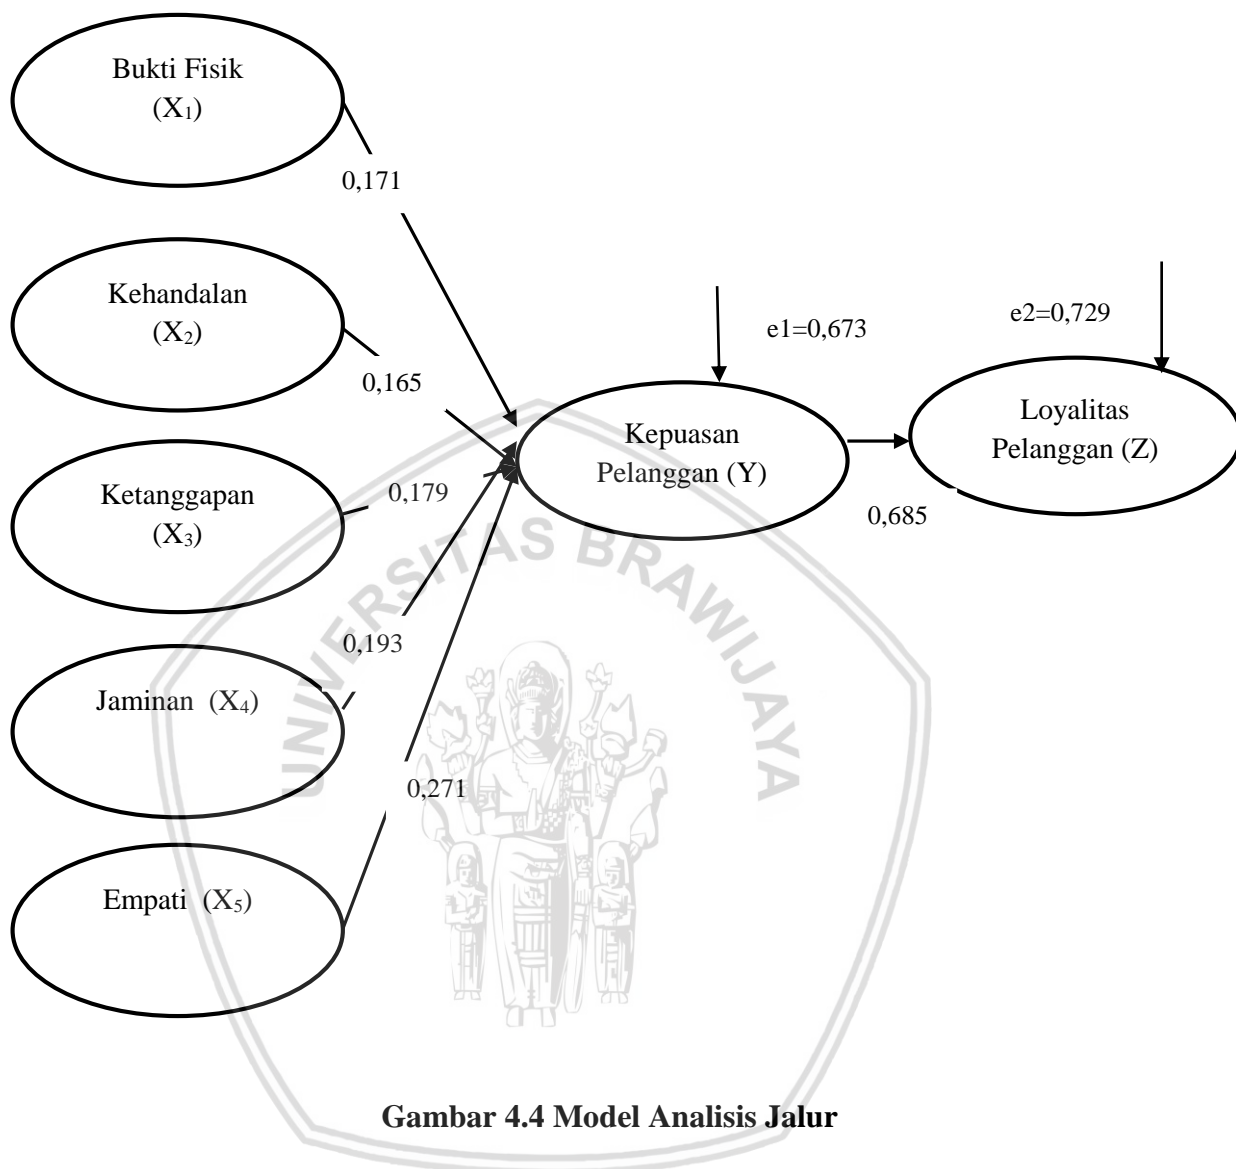 Bukti Fisik
(X₁)
0,171
Kehandalan
(X₂)
0,165
Ketanggapan
(X₃)
0,179
Jaminan (X₄)
0,193
Empati (X₅)
0,271
e1=0,673
Kepuasan
Pelanggan (Y)
e2=0,729
Loyalitas
Pelanggan (Z)
0,685
UNIVERSITAS BRAWIJAYA
Gambar 4.4 Model Analisis Jalur